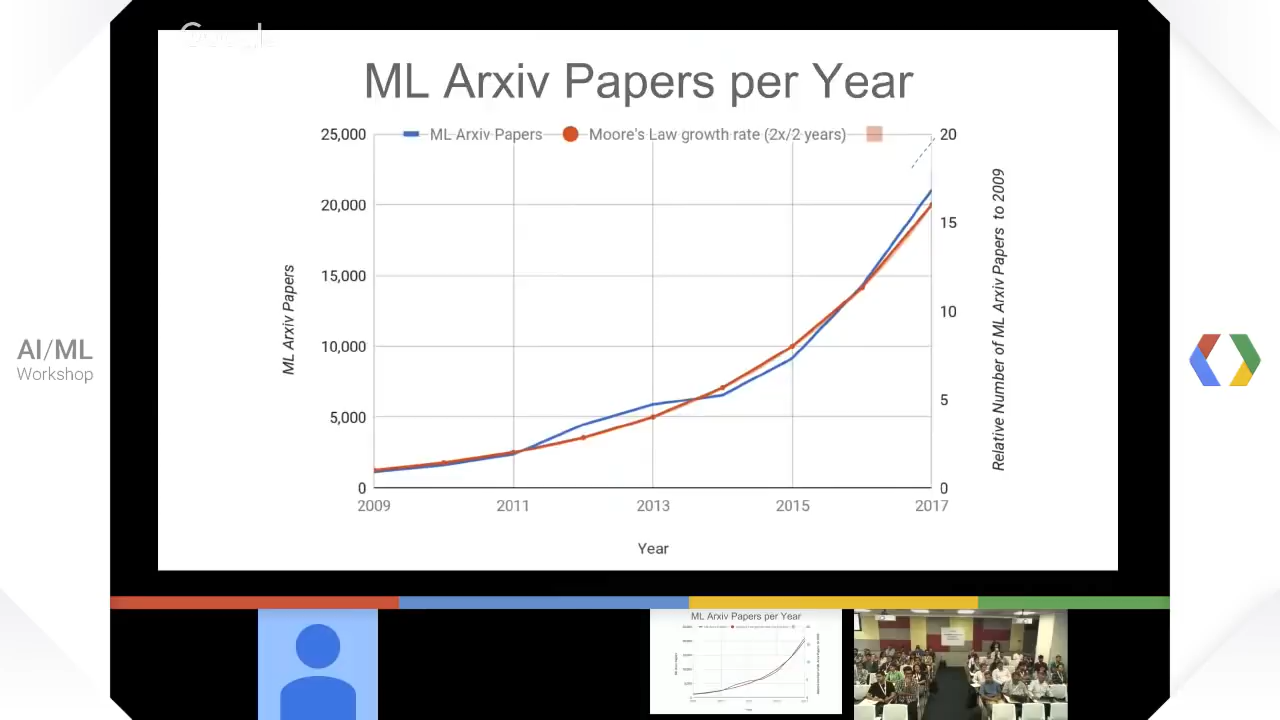 Google
ML Arxiv Papers per Year
ML Arxiv Papers
Moore's Law growth rate (2x/2 years)
25,000
20,000
15,000
10,000
5,000
0
20
15
10
5
0
ML Arxiv Papers
Relative Number of ML Arxiv Papers to 2009
2009
2011
2013
2015
2017
Year
AI/ML
Workshop
ML Arxiv Papers per Year